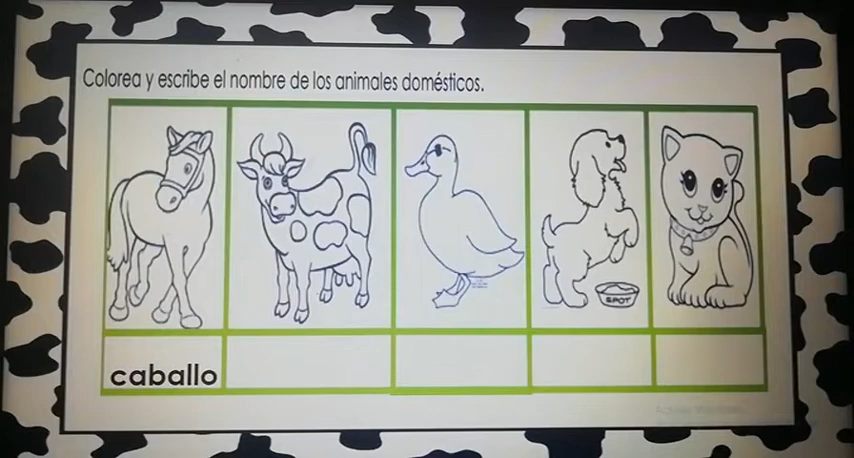 Colorea y escribe el nombre de los animales domésticos.
SPOT
caballo